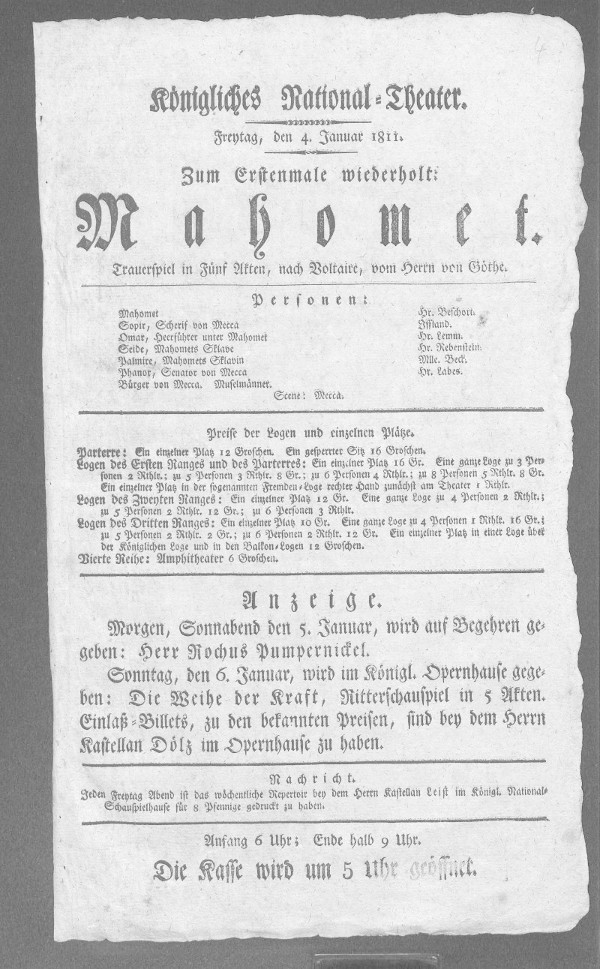 Königliches National-Theater.
Freytag, den 4. Januar 1811.
Zum Erstenmale wiederholt:
Mahomet.
Trauerspiel in Fünf Akten, nach Voltaire, vom Herrn von Göthe.
Personen:
Mahomet Hr. Beschort.
Sopir, Scherif von Mecca Iffland.
Omar, Heerführer unter Mahomet Hr. Lemm.
Seide, Mahomets Sklave Hr. Rebenstein.
Palmire, Mahomets Sklavin Mlle. Beck.
Phanor, Senator von Mecca Hr. Labes.
Bürger von Mecca. Muselmänner.
Scene: Mecca.
Preise der Logen und einzelnen Plätze.
Parterre: Ein einzelner Platz 12 Groschen. Ein gesperrter Sitz 16 Groschen.
Logen des Ersten Ranges und des Parterres: Ein einzelner Platz 16 Gr. Eine ganze Loge zu 3 Per-
sonen 2 Rthlr.; zu 5 Personen 3 Rthlr. 8 Gr.; zu 6 Personen 4 Rthlr.; zu 8 Personen 5 Rthlr. 8 Gr.
Ein einzelner Platz in der sogenannten Fremden-Loge rechter Hand zunächst am Theater 1 Rthlr.
Logen des Zweyten Ranges: Ein einzelner Platz 12 Gr. Eine ganze Loge zu 4 Personen 2 Rthlr.;
zu 5 Personen 2 Rthlr. 12 Gr.; zu 6 Personen 3 Rthlr.
Logen des Dritten Ranges: Ein einzelner Platz 10 Gr. Eine ganze Loge zu 4 Personen 1 Rthlr. 16 Gr.;
zu 5 Personen 2 Rthlr. 2 Gr.; zu 6 Personen 2 Rthlr. 12 Gr. Ein einzelner Platz in einer Loge über
der Königlichen Loge und in den Balkon-Logen 12 Groschen.
Vierte Reihe: Amphitheater 6 Groschen.
Anzeige.
Morgen, Sonnabend den 5. Januar, wird auf Begehren ge-
geben: Herr Rochus Pumpernickel.
Sonntag, den 6. Januar, wird im Königl. Opernhause gege-
ben: Die Weihe der Kraft, Ritterschauspiel in 5 Akten.
Einlaß-Billets, zu den bekannten Preisen, sind bey dem Herrn
Kastellan Dölz im Opernhause zu haben.
Nachricht.
Jeden Freytag Abend ist das wöchentliche Repertoir bey dem Herrn Kastellan Leist im Königl. National-
Schauspielhause für 8 Pfennige gedruckt zu haben.
Anfang 6 Uhr; Ende halb 9 Uhr.
Die Kasse wird um 5 Uhr geöffnet.